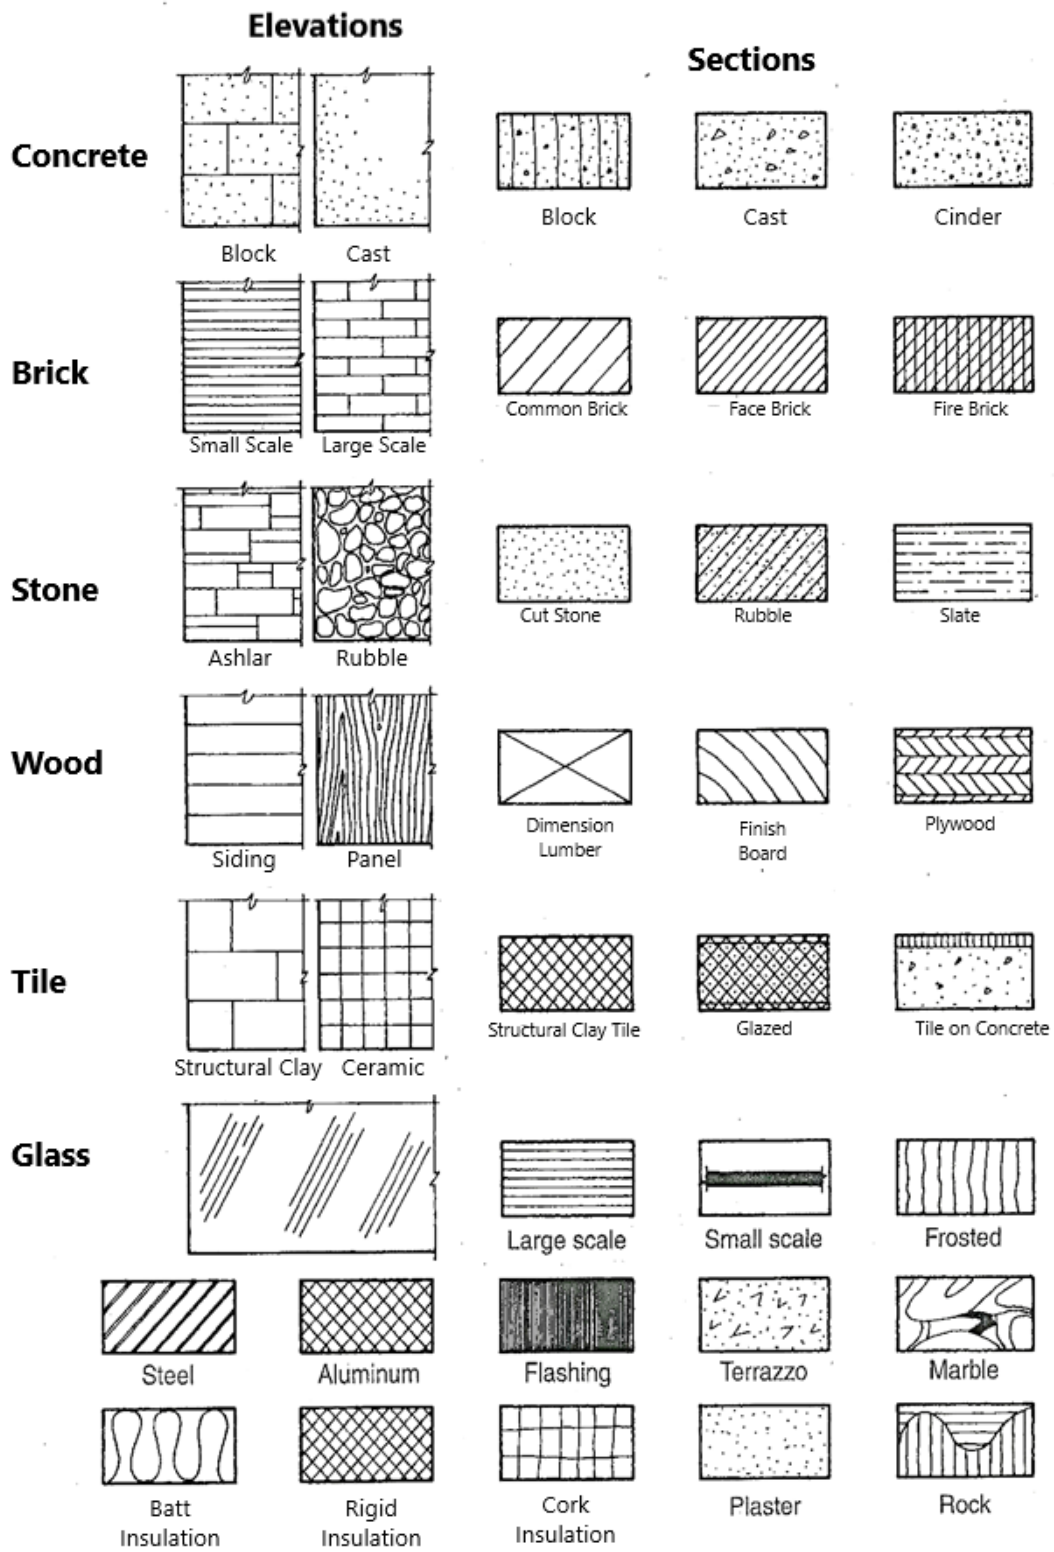 Elevations
Sections
Concrete
Block
Cast
Block
Cast
Cinder
Brick
Small Scale
Large Scale
Common Brick
Face Brick
Fire Brick
Stone
Ashlar
Rubble
Cut Stone
Rubble
Slate
Wood
Siding
Panel
Dimension
Lumber
Finish
Board
Plywood
Tile
Structural Clay
Ceramic
Structural Clay Tile
Glazed
Tile on Concrete
Glass
Large scale
Small scale
Frosted
Steel
Aluminum
Flashing
Terrazzo
Marble
Batt
Insulation
Rigid
Insulation
Cork
Insulation
Plaster
Rock